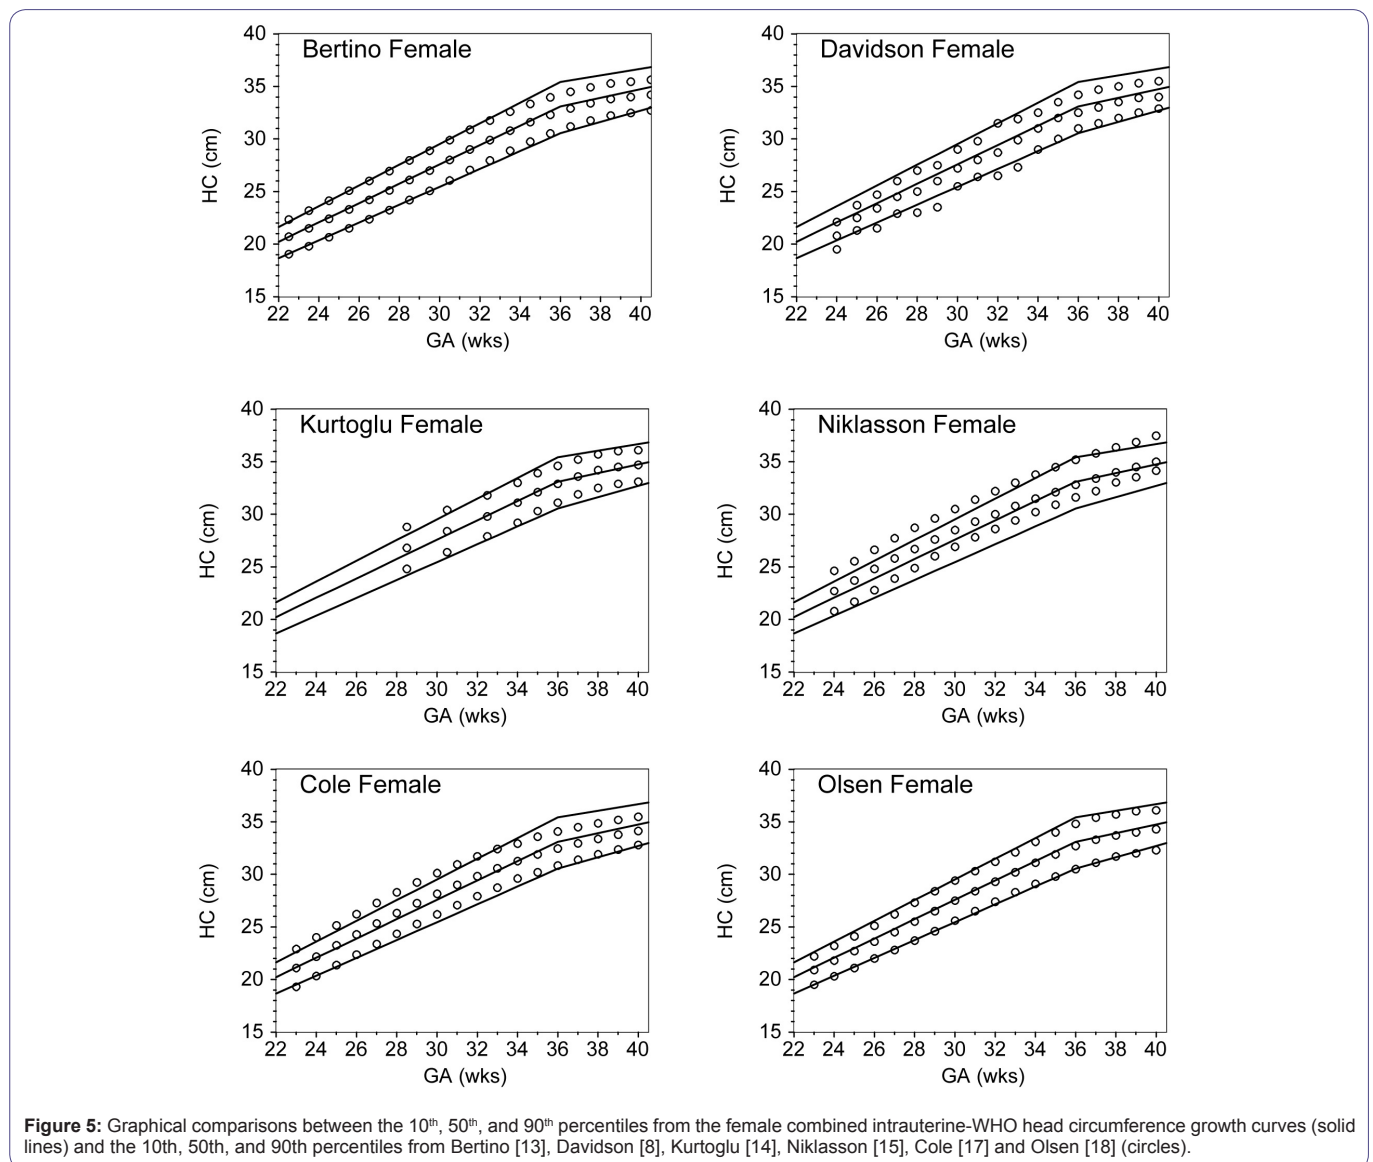 Bertino Female
40
35
30
25
20
15
HC (cm)
22 24 26 28 30 32 34 36 38 40
GA (wks)
Davidson Female
40
35
30
25
20
15
HC (cm)
22 24 26 28 30 32 34 36 38 40
GA (wks)
Kurtoglu Female
40
35
30
25
20
15
HC (cm)
22 24 26 28 30 32 34 36 38 40
GA (wks)
Niklasson Female
40
35
30
25
20
15
HC (cm)
22 24 26 28 30 32 34 36 38 40
GA (wks)
Cole Female
40
35
30
25
20
15
HC (cm)
22 24 26 28 30 32 34 36 38 40
GA (wks)
Olsen Female
40
35
30
25
20
15
HC (cm)
22 24 26 28 30 32 34 36 38 40
GA (wks)
Figure 5: Graphical comparisons between the 10th, 50th, and 90th percentiles from the female combined intrauterine-WHO head circumference growth curves (solid
lines) and the 10th, 50th, and 90th percentiles from Bertino [13], Davidson [8], Kurtoglu [14], Niklasson [15], Cole [17] and Olsen [18] (circles).